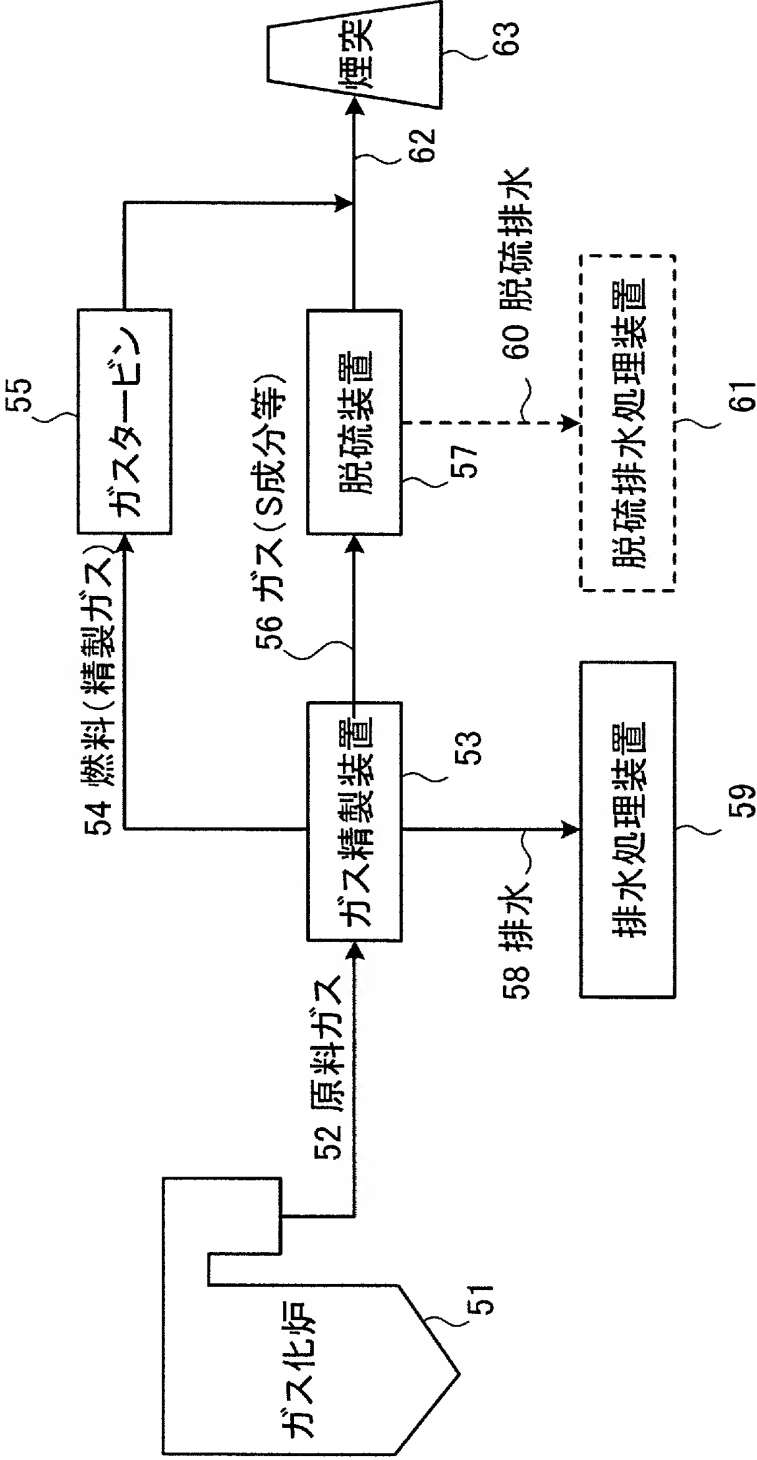 ガス化炉
51
52 原料ガス
ガス精製装置
53
54 燃料(精製ガス)
ガスタービン
55
56 ガス(S成分等)
脱硫装置
57
58 排水
排水処理装置
59
60 脱硫排水
脱硫排水処理装置
61
62
煙突
63